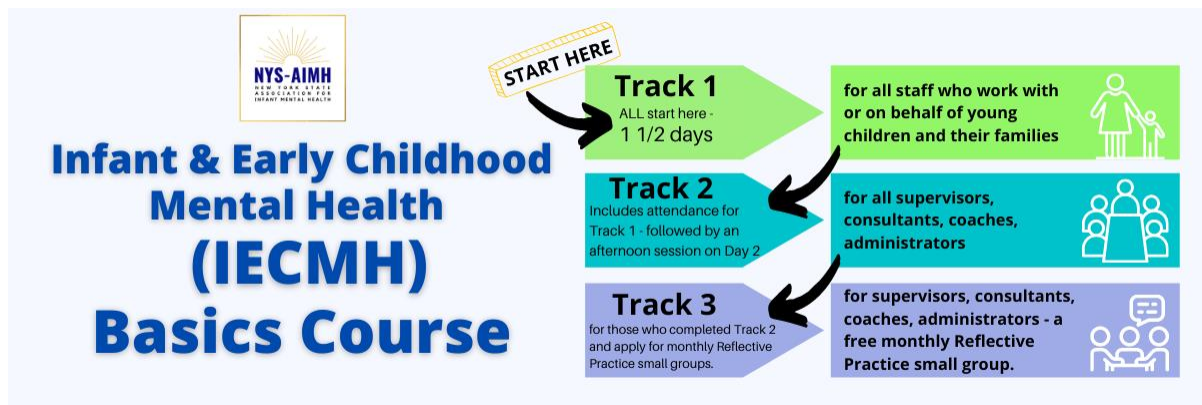 NYS-AIMH
NEW YORK STATE
ASSOCIATION FOR
INFANT MENTAL HEALTH
Infant & Early Childhood
Mental Health
(IECMH)
Basics Course
START HERE
Track 1
ALL start here -
1 1/2 days
for all staff who work with
or on behalf of young
children and their families
Track 2
Includes attendance for
Track 1 - followed by an
afternoon session on Day 2
for all supervisors,
consultants, coaches,
administrators
Track 3
for those who completed Track 2
and apply for monthly Reflective
Practice small groups.
for supervisors, consultants,
coaches, administrators - a
free monthly Reflective
Practice small group.